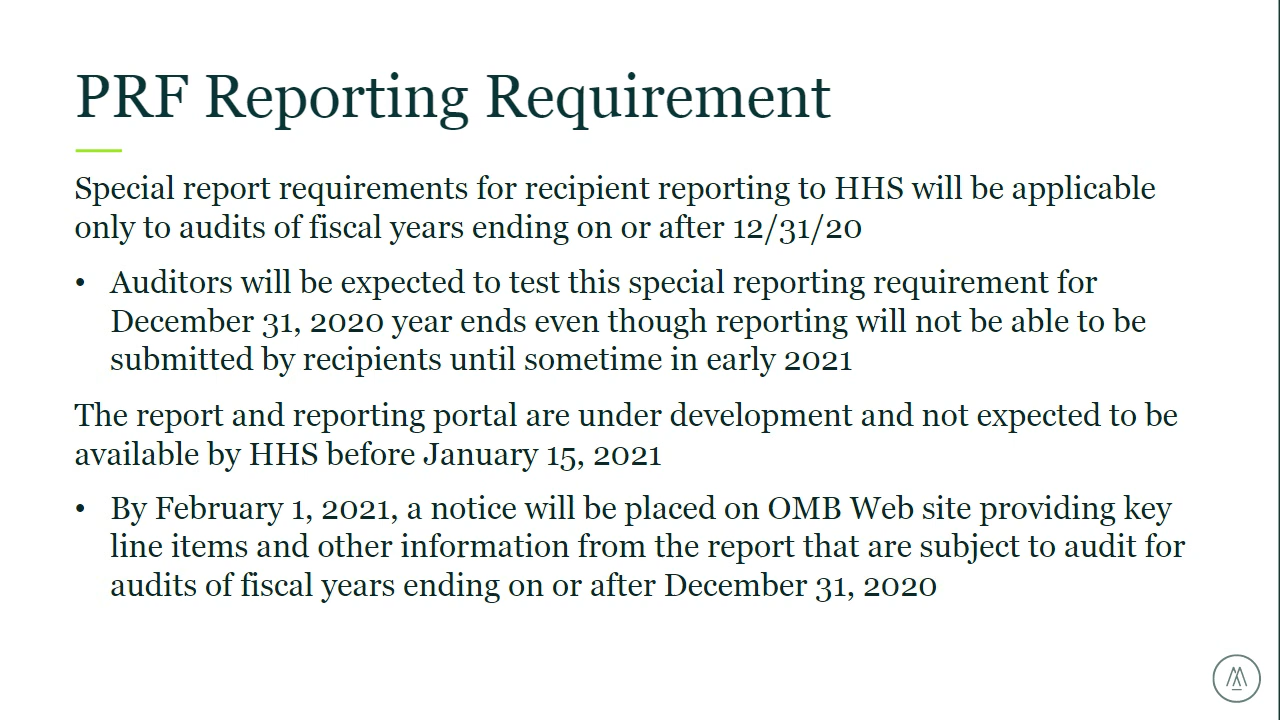 PRF Reporting Requirement
Special report requirements for recipient reporting to HHS will be applicable
only to audits of fiscal years ending on or after 12/31/20
• Auditors will be expected to test this special reporting requirement for
December 31, 2020 year ends even though reporting will not be able to be
submitted by recipients until sometime in early 2021
The report and reporting portal are under development and not expected to be
available by HHS before January 15, 2021
• By February 1, 2021, a notice will be placed on OMB Web site providing key
line items and other information from the report that are subject to audit for
audits of fiscal years ending on or after December 31, 2020